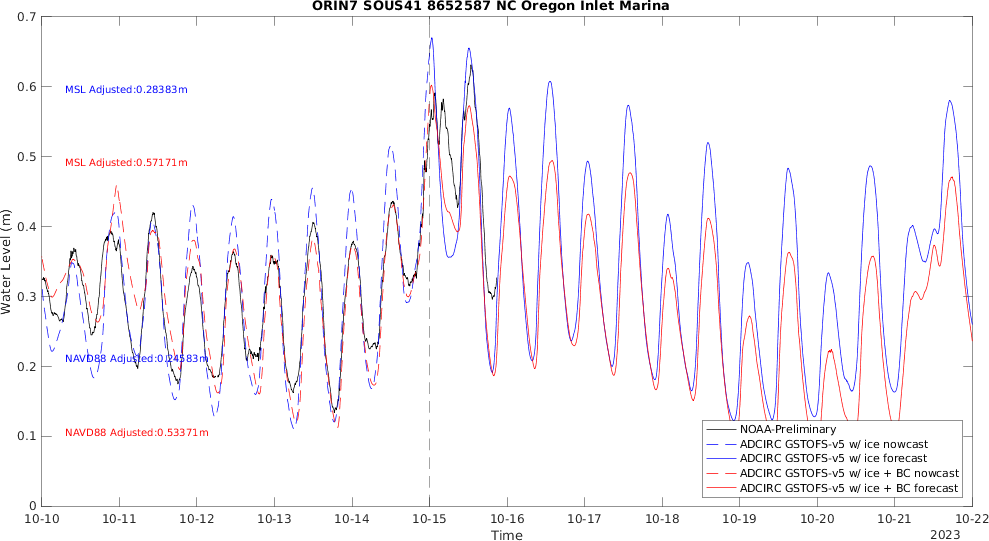 ORIN7 SOUS41 8652587 NC Oregon Inlet Marina
0.7
0.6
0.5
0.4
0.3
0.2
0.1
0
Water Level (m)
MSL Adjusted:0.28383m
MSL Adjusted:0.57171m
NAVD88 Adjusted:0.24583m
NAVD88 Adjusted:0.53371m
NOAA-Preliminary
ADCIRC GSTOFS-v5 w/ ice nowcast
ADCIRC GSTOFS-v5 w/ ice forecast
ADCIRC GSTOFS-v5 w/ ice + BC nowcast
ADCIRC GSTOFS-v5 w/ ice + BC forecast
10-10 10-11 10-12 10-13 10-14 10-15 10-16 10-17 10-18 10-19 10-20 10-21 10-22
Time
2023